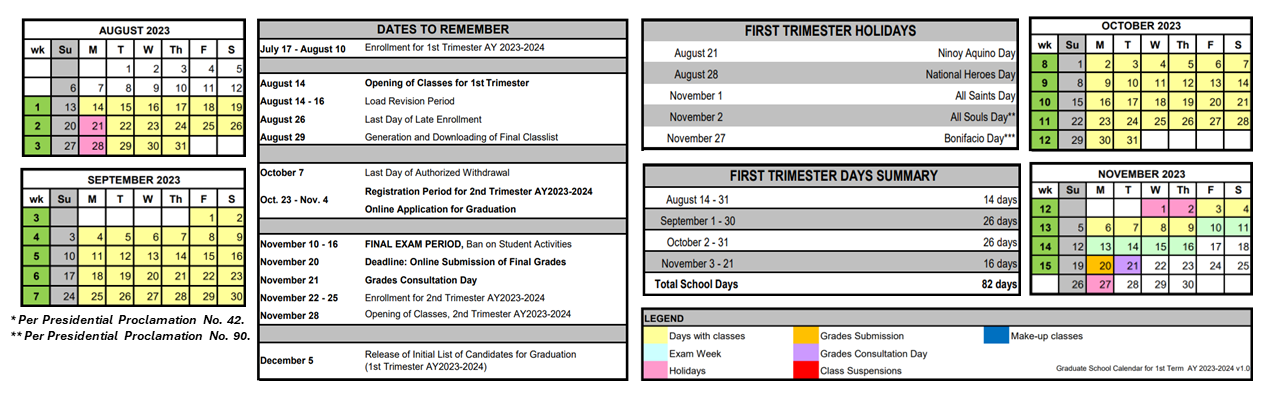 AUGUST 2023
wk Su M T W Th F S
1 2 3 4 5
6 7 8 9 10 11 12
1 13 14 15 16 17 18 19
2 20 21 22 23 24 25 26
3 27 28 29 30 31
SEPTEMBER 2023
wk Su M T W Th F S
3 1 2
4 3 4 5 6 7 8 9
5 10 11 12 13 14 15 16
6 17 18 19 20 21 22 23
7 24 25 26 27 28 29 30
* Per Presidential Proclamation No. 42.
** Per Presidential Proclamation No. 90.
DATES TO REMEMBER
July 17 - August 10 Enrollment for 1st Trimester AY 2023-2024
August 14 Opening of Classes for 1st Trimester
August 14 - 16 Load Revision Period
August 26 Last Day of Late Enrollment
August 29 Generation and Downloading of Final Classlist
October 7 Last Day of Authorized Withdrawal
Oct. 23 - Nov. 4 Registration Period for 2nd Trimester AY2023-2024
Online Application for Graduation
November 10 - 16 FINAL EXAM PERIOD, Ban on Student Activities
November 20 Deadline: Online Submission of Final Grades
November 21 Grades Consultation Day
November 22 - 25 Enrollment for 2nd Trimester AY2023-2024
November 28 Opening of Classes, 2nd Trimester AY2023-2024
December 5 Release of Initial List of Candidates for Graduation
(1st Trimester AY2023-2024)
FIRST TRIMESTER HOLIDAYS
August 21 Ninoy Aquino Day
August 28 National Heroes Day
November 1 All Saints Day
November 2 All Souls Day**
November 27 Bonifacio Day***
FIRST TRIMESTER DAYS SUMMARY
August 14 - 31 14 days
September 1 - 30 26 days
October 2 - 31 26 days
November 3 - 21 16 days
Total School Days 82 days
OCTOBER 2023
wk Su M T W Th F S
8 1 2 3 4 5 6 7
9 8 9 10 11 12 13 14
10 15 16 17 18 19 20 21
11 22 23 24 25 26 27 28
12 29 30 31
NOVEMBER 2023
wk Su M T W Th F S
12 1 2 3 4
13 5 6 7 8 9 10 11
14 12 13 14 15 16 17 18
15 19 20 21 22 23 24 25
26 27 28 29 30
LEGEND
Days with classes Grades Submission Make-up classes
Exam Week Grades Consultation Day
Holidays Class Suspensions
Graduate School Calendar for 1st Term AY 2023-2024 v1.0